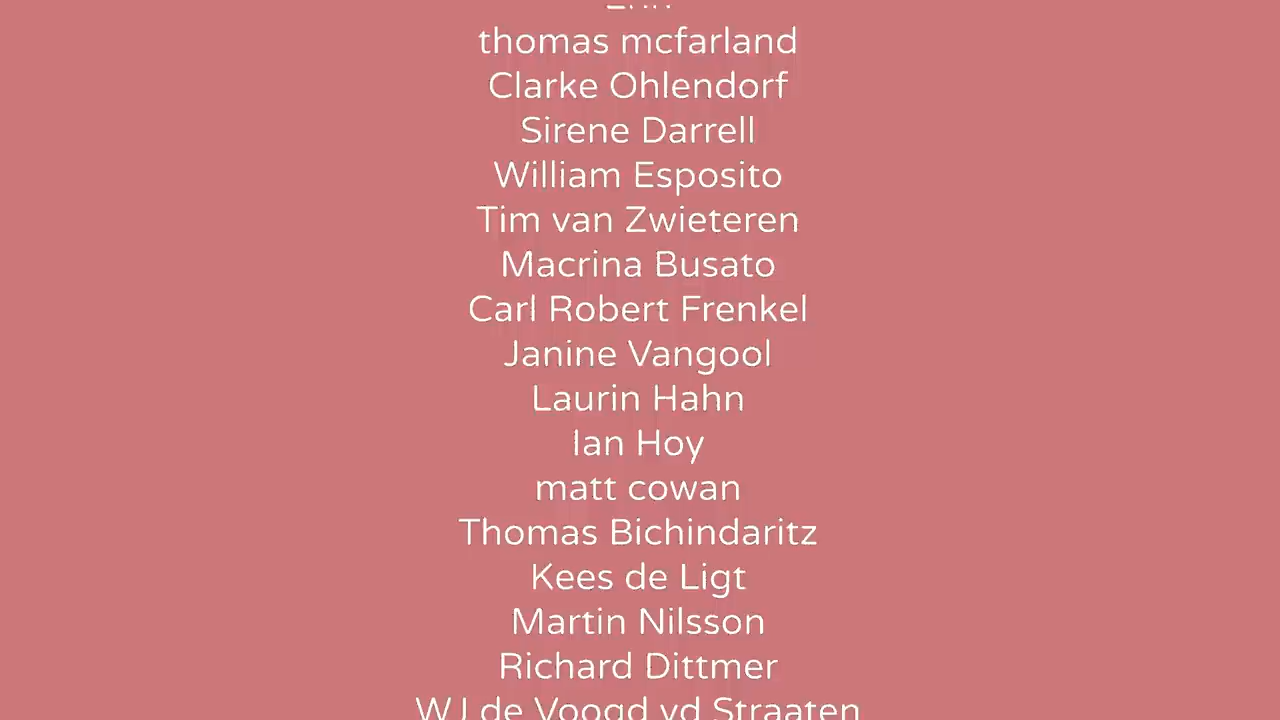 thomas mcfarland
Clarke Ohlendorf
Sirene Darrell
William Esposito
Tim van Zwieteren
Macrina Busato
Carl Robert Frenkel
Janine Vangool
Laurin Hahn
Ian Hoy
matt cowan
Thomas Bichindaritz
Kees de Ligt
Martin Nilsson
Richard Dittmer
WJ de Voogd vd Straaten